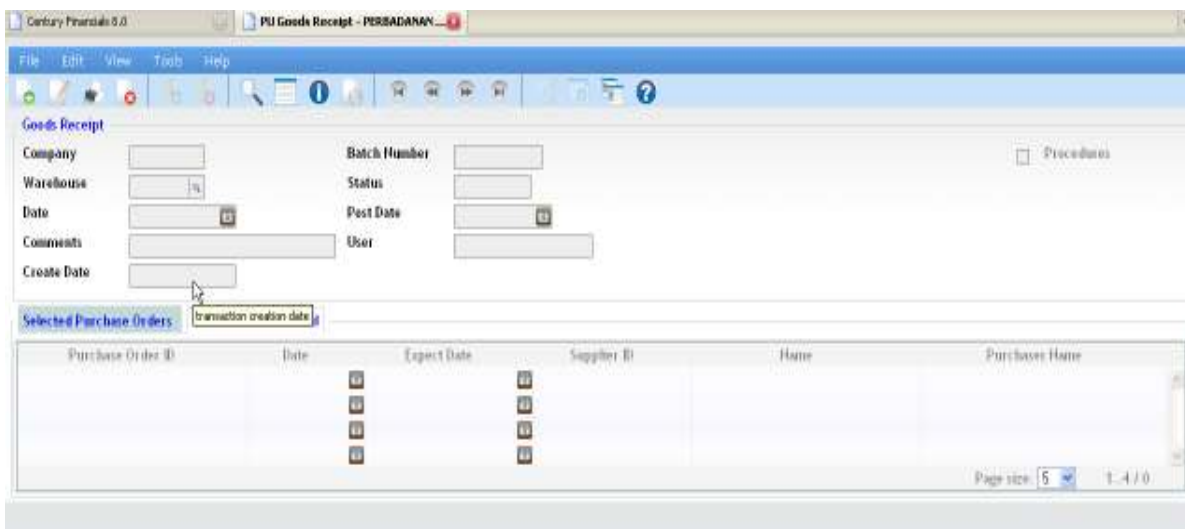 Century Financials 8.0
PU Goods Receipt - PERBADANAN ...
File Edit View Tools Help
Goods Receipt
Company
Batch Number
Procedures
Warehouse
Status
Date
Post Date
Comments
User
Create Date
transaction creation date
Selected Purchase Orders
Purchase Order ID Date Expect Date Supplier ID Name Purchaser Name
Page size: 5 1..4 / 0